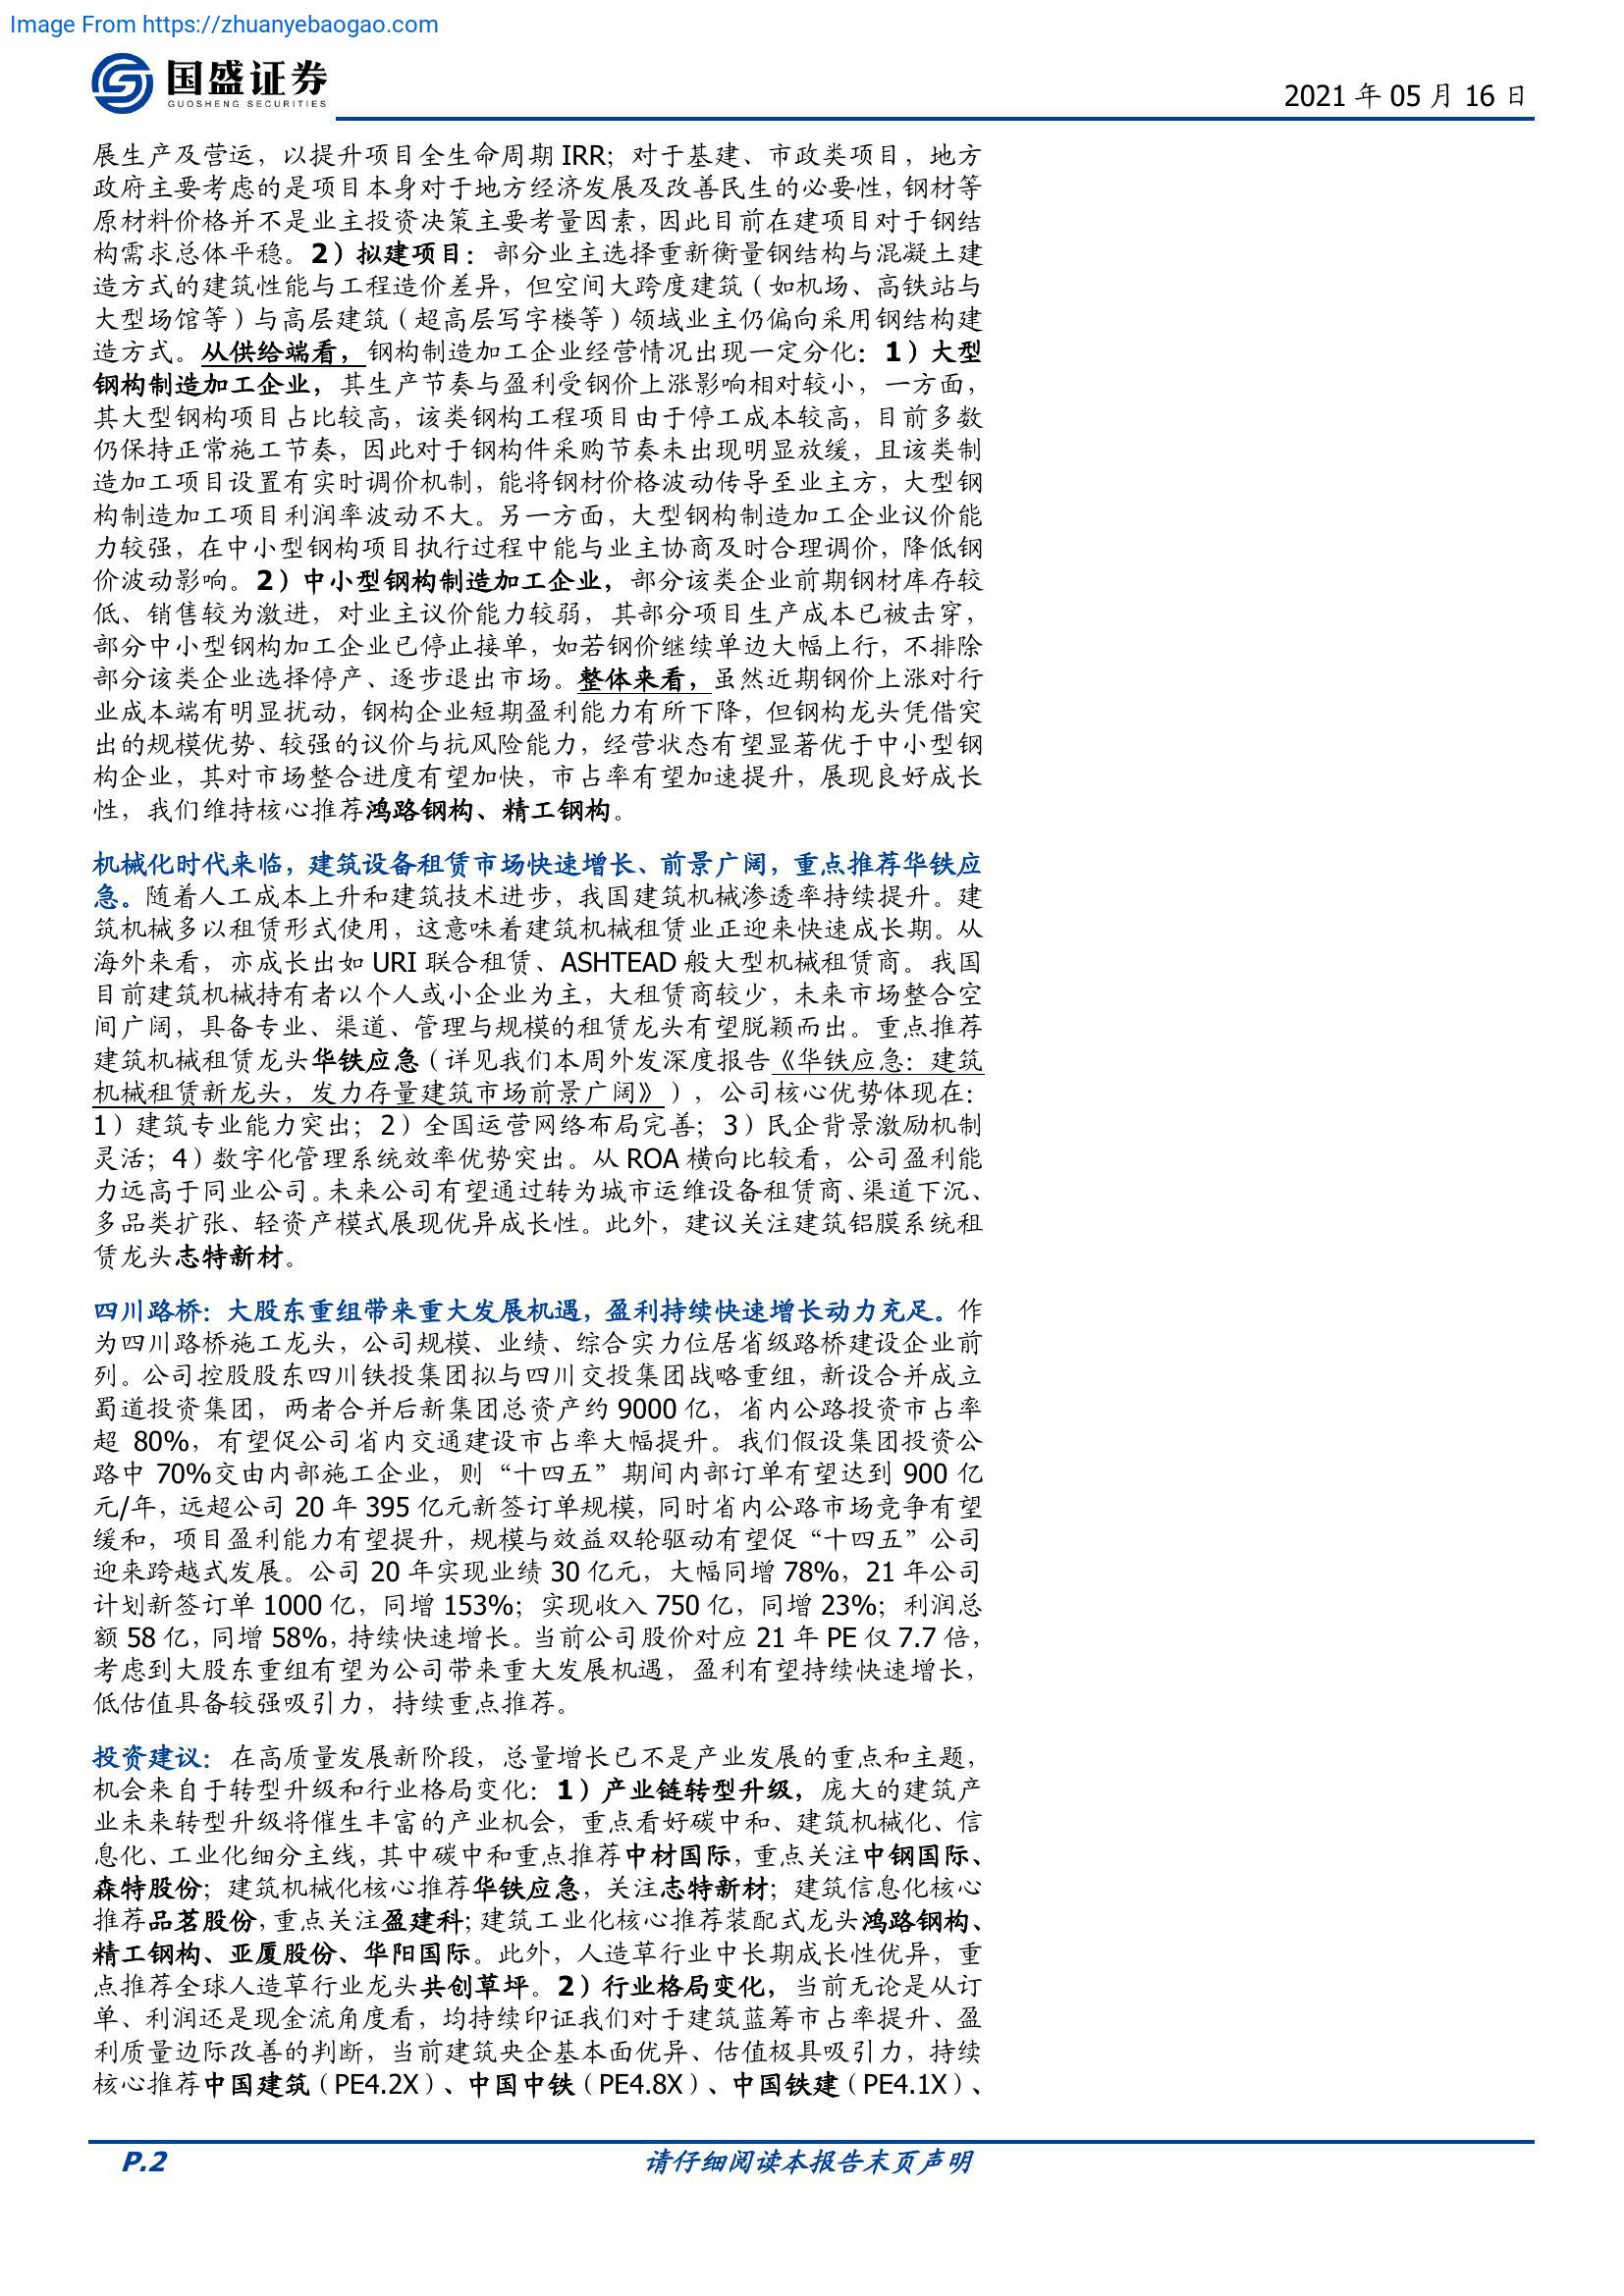 Image From https://zhuanyebaogao.com
国盛证券
GUOSHENG SECURITIES
2021 年 05 月 16 日
展生产及营运，以提升项目全生命周期 IRR；对于基建、市政类项目，地方
政府主要考虑的是项目本身对于地方经济发展及改善民生的必要性，钢材等
原材料价格并不是业主投资决策主要考量因素，因此目前在建项目对于钢结
构需求总体平稳。2）拟建项目：部分业主选择重新衡量钢结构与混凝土建
造方式的建筑性能与工程造价差异，但空间大跨度建筑（如机场、高铁站与
大型场馆等）与高层建筑（超高层写字楼等）领域业主仍偏向采用钢结构建
造方式。从供给端看，钢构制造加工企业经营情况出现一定分化：1）大型
钢构制造加工企业，其生产节奏与盈利受钢价上涨影响相对较小，一方面，
其大型钢构项目占比较高，该类钢构工程项目由于停工成本较高，目前多数
仍保持正常施工节奏，因此对于钢构件采购节奏未出现明显放缓，且该类制
造加工项目设置有实时调价机制，能将钢材价格波动传导至业主方，大型钢
构制造加工项目利润率波动不大。另一方面，大型钢构制造加工企业议价能
力较强，在中小型钢构项目执行过程中能与业主协商及时合理调价，降低钢
价波动影响。2）中小型钢构制造加工企业，部分该类企业前期钢材库存较
低、销售较为激进，对业主议价能力较弱，其部分项目生产成本已被击穿，
部分中小型钢构加工企业已停止接单，如若钢价继续单边大幅上行，不排除
部分该类企业选择停产、逐步退出市场。整体来看，虽然近期钢价上涨对行
业成本端有明显扰动，钢构企业短期盈利能力有所下降，但钢构龙头凭借突
出的规模优势、较强的议价与抗风险能力，经营状态有望显著优于中小型钢
构企业，其对市场整合进度有望加快，市占率有望加速提升，展现良好成长
性，我们维持核心推荐鸿路钢构、精工钢构。
机械化时代来临，建筑设备租赁市场快速增长、前景广阔，重点推荐华铁应
急。随着人工成本上升和建筑技术进步，我国建筑机械渗透率持续提升。建
筑机械多以租赁形式使用，这意味着建筑机械租赁业正迎来快速成长期。从
海外来看，亦成长出如 URI 联合租赁、ASHTEAD 般大型机械租赁商。我国
目前建筑机械持有者以个人或小企业为主，大租赁商较少，未来市场整合空
间广阔，具备专业、渠道、管理与规模的租赁龙头有望脱颖而出。重点推荐
建筑机械租赁龙头华铁应急（详见我们本周外发深度报告《华铁应急：建筑
机械租赁新龙头，发力存量建筑市场前景广阔》），公司核心优势体现在：
1）建筑专业能力突出；2）全国运营网络布局完善；3）民企背景激励机制
灵活；4）数字化管理系统效率优势突出。从 ROA 横向比较看，公司盈利能
力远高于同业公司。未来公司有望通过转为城市运维设备租赁商、渠道下沉、
多品类扩张、轻资产模式展现优异成长性。此外，建议关注建筑铝膜系统租
赁龙头志特新材。
四川路桥：大股东重组带来重大发展机遇，盈利持续快速增长动力充足。作
为四川路桥施工龙头，公司规模、业绩、综合实力位居省级路桥建设企业前
列。公司控股股东四川铁投集团拟与四川交投集团战略重组，新设合并成立
蜀道投资集团，两者合并后新集团总资产约 9000 亿，省内公路投资市占率
超 80%，有望促公司省内交通建设市占率大幅提升。我们假设集团投资公
路中 70%交由内部施工企业，则“十四五”期间内部订单有望达到 900 亿
元/年，远超公司 20 年 395 亿元新签订单规模，同时省内公路市场竞争有望
缓和，项目盈利能力有望提升，规模与效益双轮驱动有望促“十四五”公司
迎来跨越式发展。公司 20 年实现业绩 30 亿元，大幅同增 78%，21 年公司
计划新签订单 1000 亿，同增 153%；实现收入 750 亿，同增 23%；利润总
额 58 亿，同增 58%，持续快速增长。当前公司股价对应 21 年 PE 仅 7.7 倍，
考虑到大股东重组有望为公司带来重大发展机遇，盈利有望持续快速增长，
低估值具备较强吸引力，持续重点推荐。
投资建议：在高质量发展新阶段，总量增长已不是产业发展的重点和主题，
机会来自于转型升级和行业格局变化：1）产业链转型升级，庞大的建筑产
业未来转型升级将催生丰富的产业机会，重点看好碳中和、建筑机械化、信
息化、工业化细分主线，其中碳中和重点推荐中材国际，重点关注中钢国际、
森特股份；建筑机械化核心推荐华铁应急，关注志特新材；建筑信息化核心
推荐品茗股份，重点关注盈建科；建筑工业化核心推荐装配式龙头鸿路钢构、
精工钢构、亚厦股份、华阳国际。此外，人造草行业中长期成长性优异，重
点推荐全球人造草行业龙头共创草坪。2）行业格局变化，当前无论是从订
单、利润还是现金流角度看，均持续印证我们对于建筑蓝筹市占率提升、盈
利质量边际改善的判断，当前建筑央企基本面优异、估值极具吸引力，持续
核心推荐中国建筑（PE4.2X）、中国中铁（PE4.8X）、中国铁建（PE4.1X）、
P.2
请仔细阅读本报告末页声明